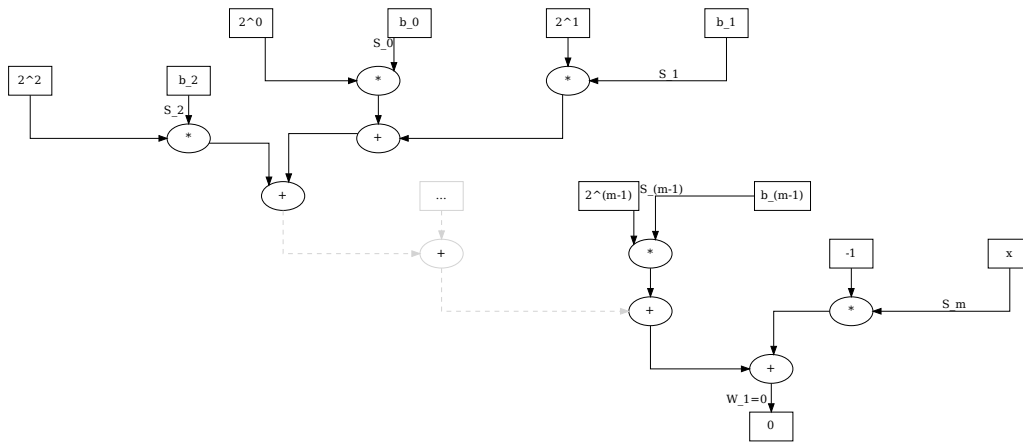 2^0
b_0
2^1
b_1
S_0
2^2
b_2
*
*
S_1
S_2
*
+
+
...
2^(m-1)
S_(m-1)
b_(m-1)
+
*
-1
x
+
*
S_m
+
W_1=0
0